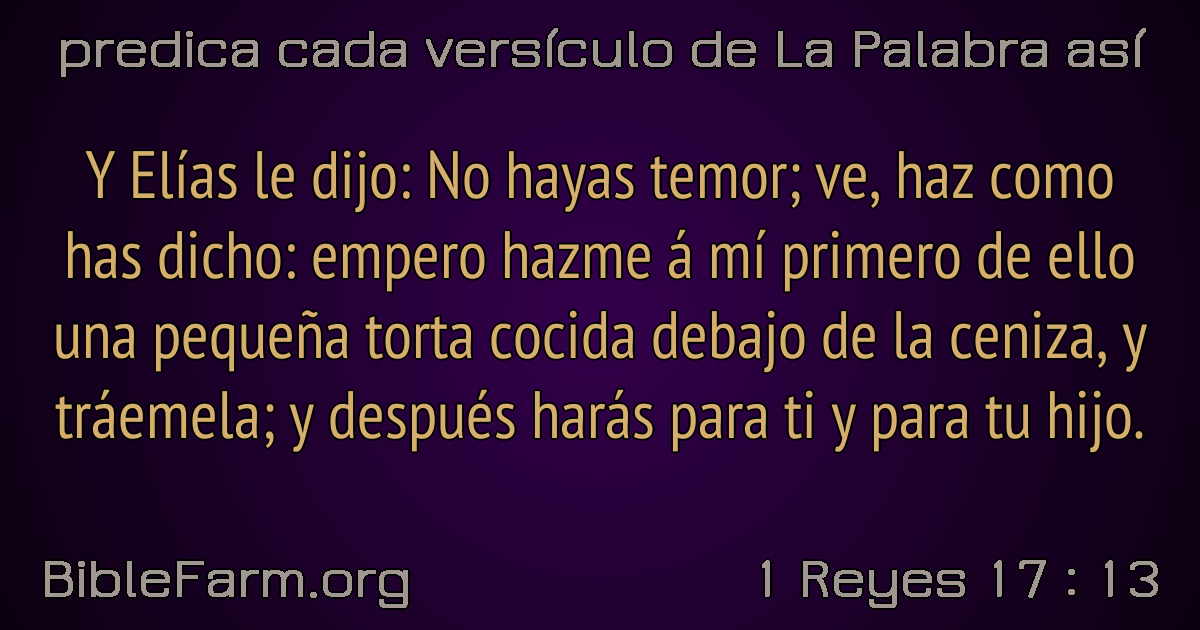 predica cada versículo de La Palabra así
Y Elías le dijo: No hayas temor; ve, haz como
has dicho: empero hazme á mí primero de ello
una pequeña torta cocida debajo de la ceniza, y
tráemela; y después harás para ti y para tu hijo.
BibleFarm.org
1 Reyes 17 : 13